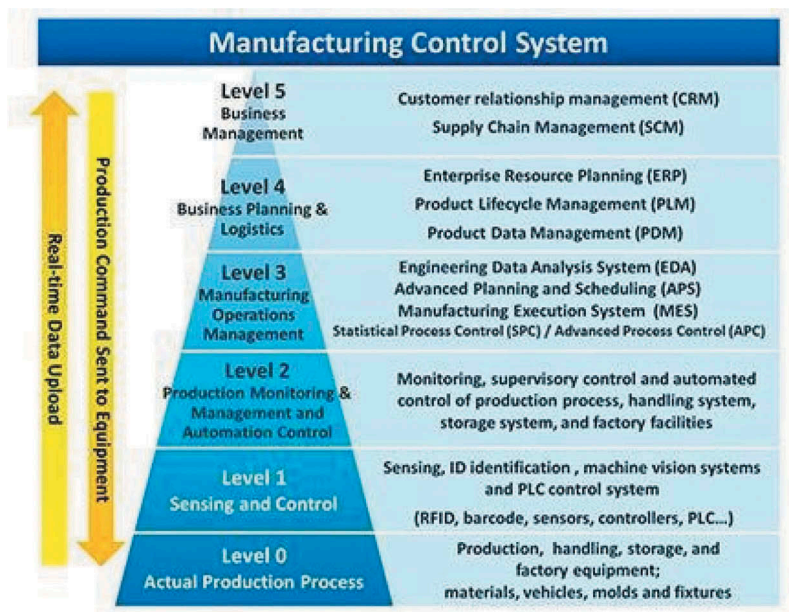 Manufacturing Control System
Real-time Data Upload
Production Command Sent to Equipment
Level 5
Business
Management
Customer relationship management (CRM)
Supply Chain Management (SCM)
Level 4
Business Planning &
Logistics
Enterprise Resource Planning (ERP)
Product Lifecycle Management (PLM)
Product Data Management (PDM)
Level 3
Manufacturing
Operations
Management
Engineering Data Analysis System (EDA)
Advanced Planning and Scheduling (APS)
Manufacturing Execution System (MES)
Statistical Process Control (SPC) / Advanced Process Control (APC)
Level 2
Production Monitoring &
Management and
Automation Control
Monitoring, supervisory control and automated
control of production process, handling system,
storage system, and factory facilities
Level 1
Sensing and Control
Sensing, ID identification , machine vision systems
and PLC control system
(RFID, barcode, sensors, controllers, PLC...)
Level 0
Actual Production Process
Production, handling, storage, and
factory equipment;
materials, vehicles, molds and fixtures